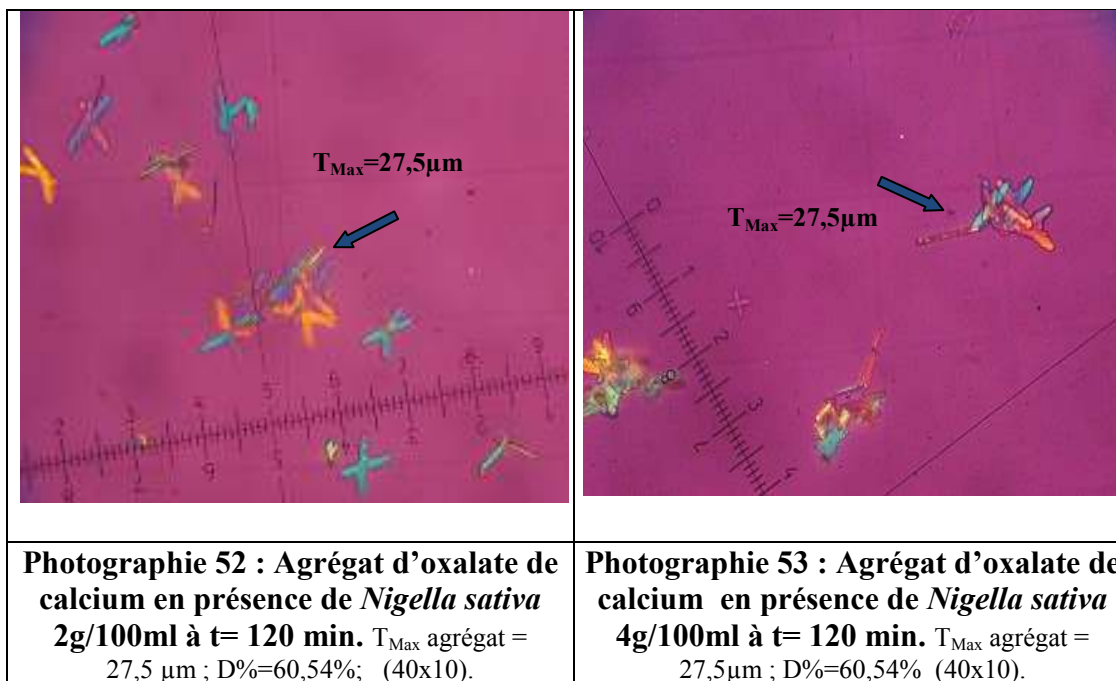 T_Max=27,5µm
T_Max=27,5µm
Photographie 52 : Agrégat d'oxalate de
calcium en présence de Nigella sativa
2g/100ml à t= 120 min. T_Max agrégat =
27,5 µm ; D%=60,54%; (40x10).
Photographie 53 : Agrégat d'oxalate de
calcium en présence de Nigella sativa
4g/100ml à t= 120 min. T_Max agrégat =
27,5µm ; D%=60,54% (40x10).